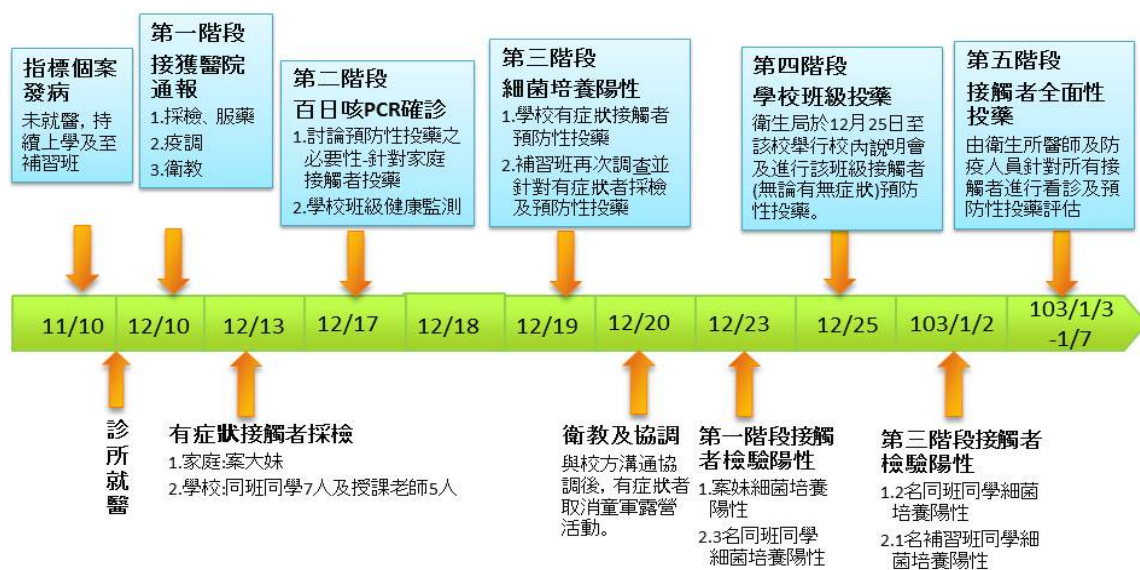 指標個案
發病
未就醫，持
續上學及至
補習班
第一階段
接獲醫院
通報
1.採檢、服藥
2.疫調
3.衛教
第二階段
百日咳PCR確診
1.討論預防性投藥之
必要性-針對家庭
接觸者投藥
2.學校班級健康監測
第三階段
細菌培養陽性
1.學校有症狀接觸者
預防性投藥
2.補習班再次調查並
針對有症狀者採檢
及預防性投藥
第四階段
學校班級投藥
衛生局於12月25日至
該校舉行校內說明會
及進行該班級接觸者
(無論有無症狀)預防
性投藥。
第五階段
接觸者全面性
投藥
由衛生所醫師及防
疫人員針對所有接
觸者進行看診及預
防性投藥評估
11/10
12/10
12/13
12/17
12/18
12/19
12/20
12/23
12/25
103/1/2
103/1/3
-1/7
診所就醫
有症狀接觸者採檢
1.家庭:案大妹
2.學校:同班同學7人及授課老師5人
衛教及協調
與校方溝通協
調後，有症狀者
取消童軍露營
活動。
第一階段接觸
者檢驗陽性
1.案妹細菌培養
陽性
2.3名同班同學
細菌培養陽性
第三階段接觸者
檢驗陽性
1.2名同班同學細菌
培養陽性
2.1名補習班同學細
菌培養陽性